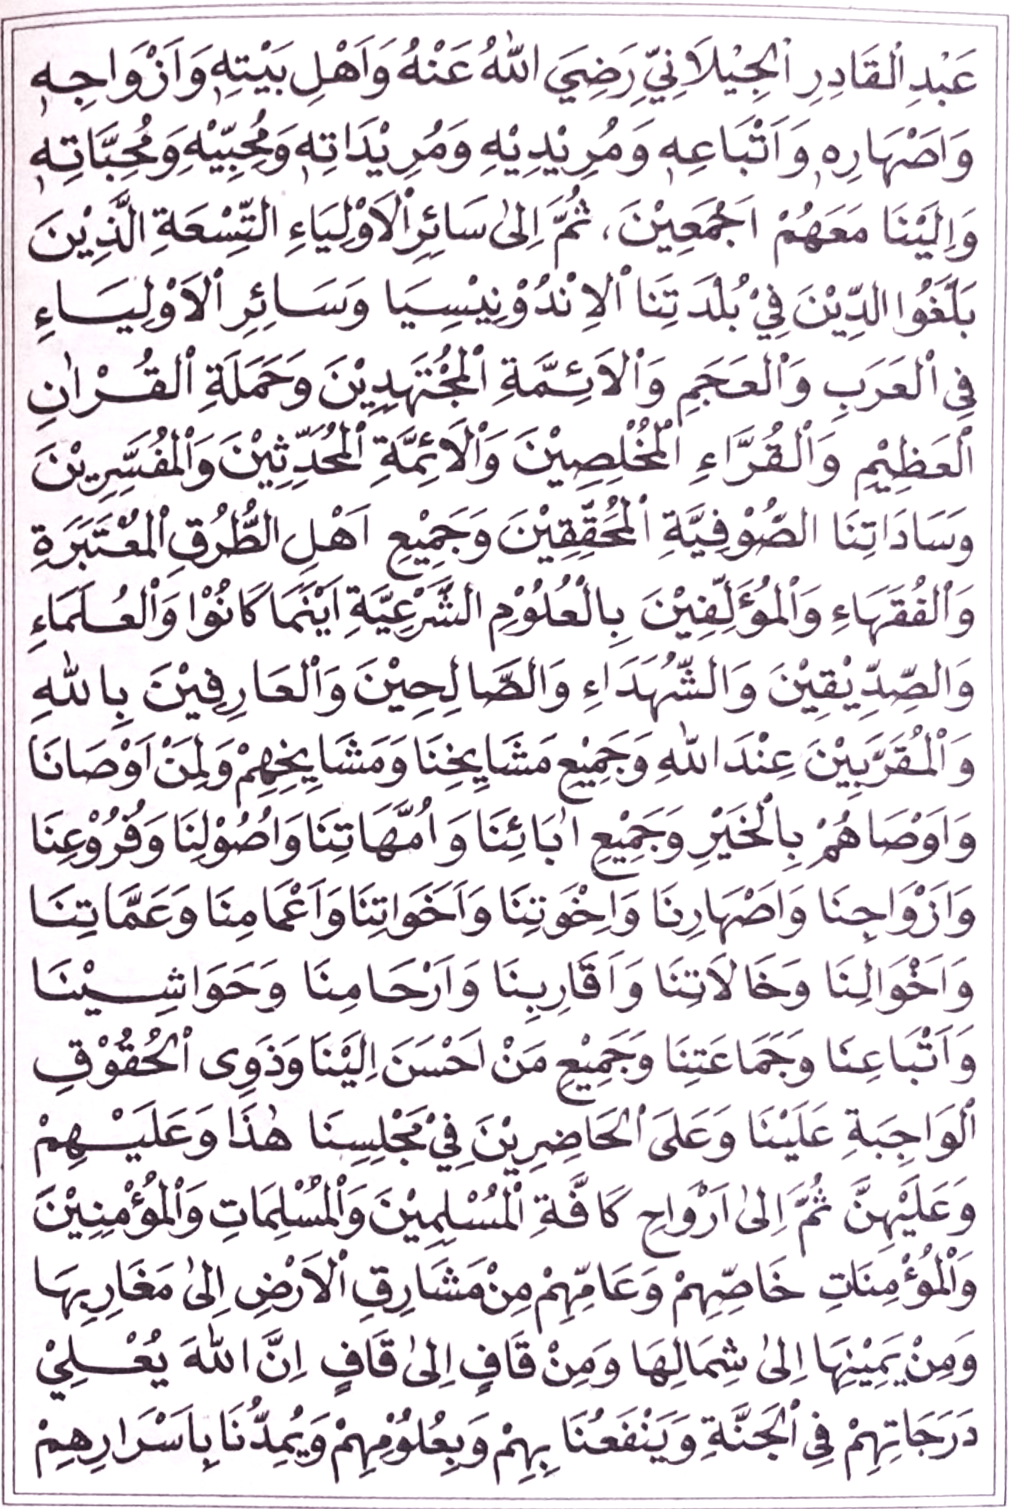 عَبْدِ الْقَادِرِ الْجِيْلَانِيِّ رَضِيَ اللهُ عَنْهُ وَاَهْلِ بَيْتِهٖ وَاَزْوَاجِهٖ
وَاَصْهَارِهٖ وَاَتْبَاعِهٖ وَمُرِيْدِيْهِ وَمُرِيْدَاتِهٖ وَمُحِبِّيْهِ وَمُحِبَّاتِهٖ
وَاِلَيْنَا مَعَهُمْ اَجْمَعِيْنَ، ثُمَّ اِلىٰ سَائِرِ الْاَوْلِيَاءِ التِّسْعَةِ الَّذِيْنَ
بَلَّغُوا الدِّيْنَ فِيْ بُلْدَتِنَا الْاِنْدُوْنِيْسِيَا وَسَائِرِ الْاَوْلِيَاءِ
فِي الْعَرَبِ وَالْعَجَمِ وَالْاَئِمَّةِ الْمُجْتَهِدِيْنَ وَحَمَلَةِ الْقُرْاٰنِ
الْعَظِيْمِ وَالْقُرَّاءِ الْمُخْلِصِيْنَ وَالْاَئِمَّةِ الْمُحَدِّثِيْنَ وَالْمُفَسِّرِيْنَ
وَسَادَاتِنَا الصُّوْفِيَّةِ الْمُحَقِّقِيْنَ وَجَمِيْعِ اَهْلِ الطُّرُقِ الْمُعْتَبَرَةِ
وَالْفُقَهَاءِ وَالْمُؤَلِّفِيْنَ بِالْعُلُوْمِ الشَّرْعِيَّةِ اَيْنَمَا كَانُوْا وَالْعُلَمَاءِ
وَالصِّدِّيْقِيْنَ وَالشُّهَدَاءِ وَالصَّالِحِيْنَ وَالْعَارِفِيْنَ بِاللهِ
وَالْمُقَرَّبِيْنَ عِنْدَ اللهِ وَجَمِيْعِ مَشَايِخِنَا وَمَشَايِخِهِمْ وَلِمَنْ اَوْصَانَا
وَاَوْصَاهُمْ بِالْخَيْرِ وَجَمِيْعِ اٰبَائِنَا وَاُمَّهَاتِنَا وَاُصُوْلِنَا وَفُرُوْعِنَا
وَاَزْوَاجِنَا وَاَصْهَارِنَا وَاِخْوَتِنَا وَاَخَوَاتِنَا وَاَعْمَامِنَا وَعَمَّاتِنَا
وَاَخْوَالِنَا وَخَالَاتِنَا وَاَقَارِبِنَا وَاَرْحَامِنَا وَحَوَاشِيْنَا
وَاَتْبَاعِنَا وَجَمَاعَتِنَا وَجَمِيْعِ مَنْ اَحْسَنَ اِلَيْنَا وَذَوِى الْحُقُوْقِ
الْوَاجِبَةِ عَلَيْنَا وَعَلَى الْحَاضِرِيْنَ فِيْ مَجْلِسِنَا هٰذَا وَعَلَيْهِمْ
وَعَلَيْهِنَّ ثُمَّ اِلىٰ اَرْوَاحِ كَافَّةِ الْمُسْلِمِيْنَ وَالْمُسْلِمَاتِ وَالْمُؤْمِنِيْنَ
وَالْمُؤْمِنَاتِ خَاصِّهِمْ وَعَامِّهِمْ مِنْ مَشَارِقِ الْاَرْضِ اِلىٰ مَغَارِبِهَا
وَمِنْ يَمِيْنِهَا اِلىٰ شِمَالِهَا وَمِنْ قَافٍ اِلىٰ قَافٍ اِنَّ اللهَ يُعْلِيْ
دَرَجَاتِهِمْ فِي الْجَنَّةِ وَيَنْفَعُنَا بِهِمْ وَبِعُلُوْمِهِمْ وَيُمِدُّنَا بِاَسْرَارِهِمْ